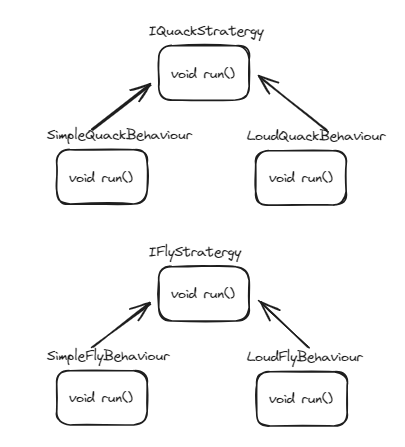 IQuackStratergy
void run()
SimpleQuackBehaviour
LoudQuackBehaviour
void run()
void run()
IFlyStratergy
void run()
SimpleFlyBehaviour
LoudFlyBehaviour
void run()
void run()